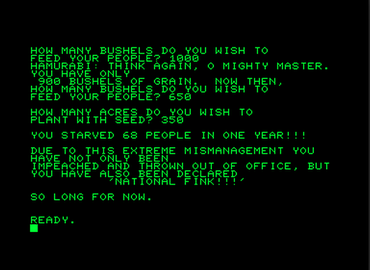 HOW MANY BUSHELS DO YOU WISH TO
FEED YOUR PEOPLE? 1000
HAMURABI: THINK AGAIN, O MIGHTY MASTER.
YOU HAVE ONLY
900 BUSHELS OF GRAIN. NOW THEN,
HOW MANY BUSHELS DO YOU WISH TO
FEED YOUR PEOPLE? 650
HOW MANY ACRES DO YOU WISH TO
PLANT WITH SEED? 350
YOU STARVED 68 PEOPLE IN ONE YEAR!!!
DUE TO THIS EXTREME MISMANAGEMENT YOU
HAVE NOT ONLY BEEN
IMPEACHED AND THROWN OUT OF OFFICE, BUT
YOU HAVE ALSO BEEN DECLARED
'NATIONAL FINK!!!'
SO LONG FOR NOW.
READY.